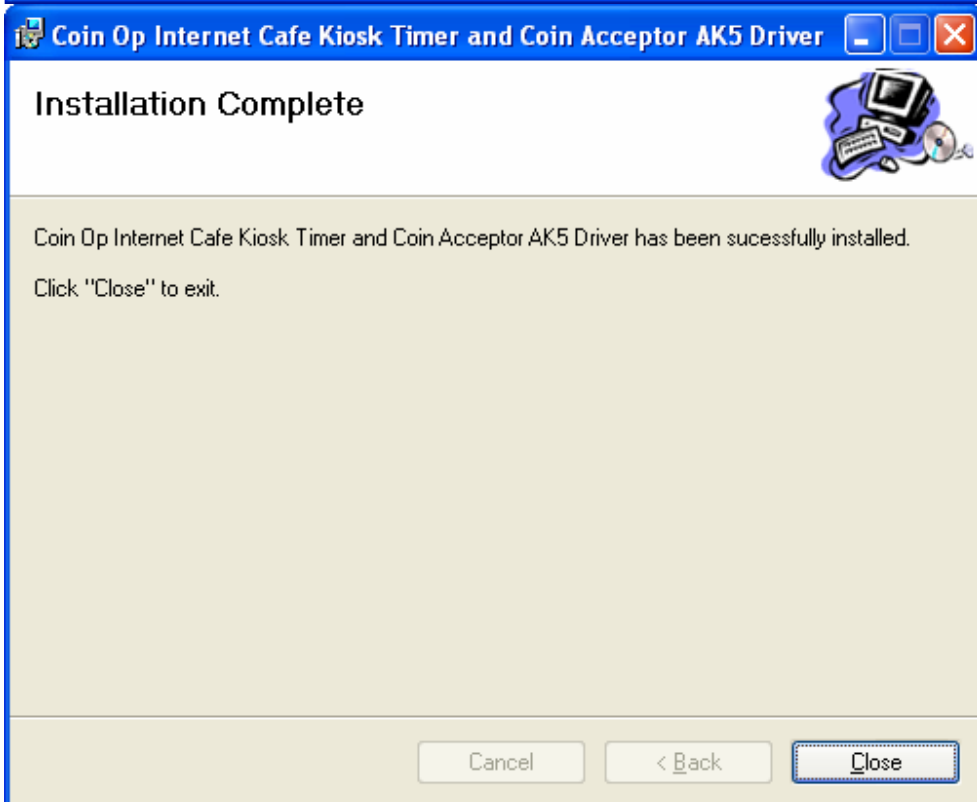 Coin Op Internet Cafe Kiosk Timer and Coin Acceptor AK5 Driver
Installation Complete
Coin Op Internet Cafe Kiosk Timer and Coin Acceptor AK5 Driver has been sucessfully installed.
Click "Close" to exit.
Cancel
< Back
Close